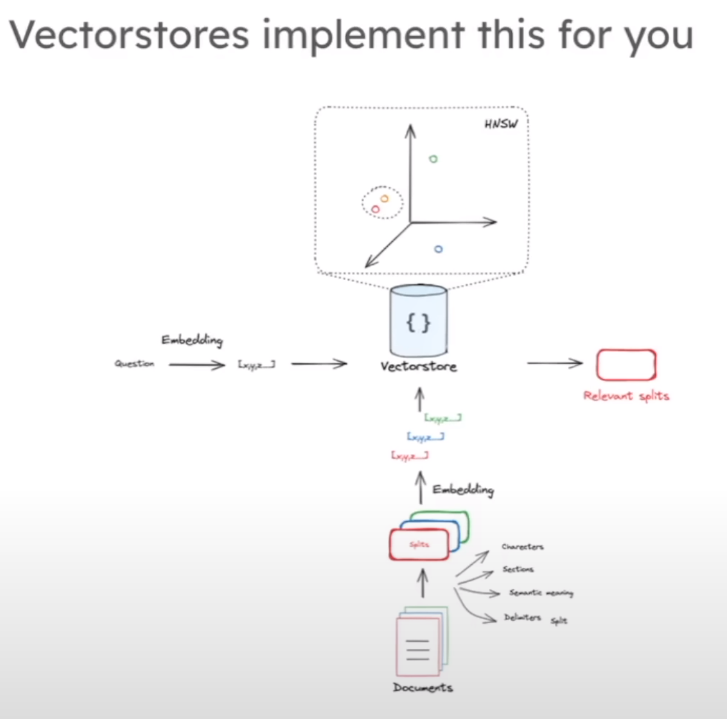 Vectorstores implement this for you
HNSW
{ }
Embedding
Question
[x,y,z...]
Vectorstore
Relevant splits
[x,y,z...]
[x,y,z...]
[x,y,z...]
Embedding
Splits
Characters
Sections
Semantic meaning
Delimiters Split
Documents